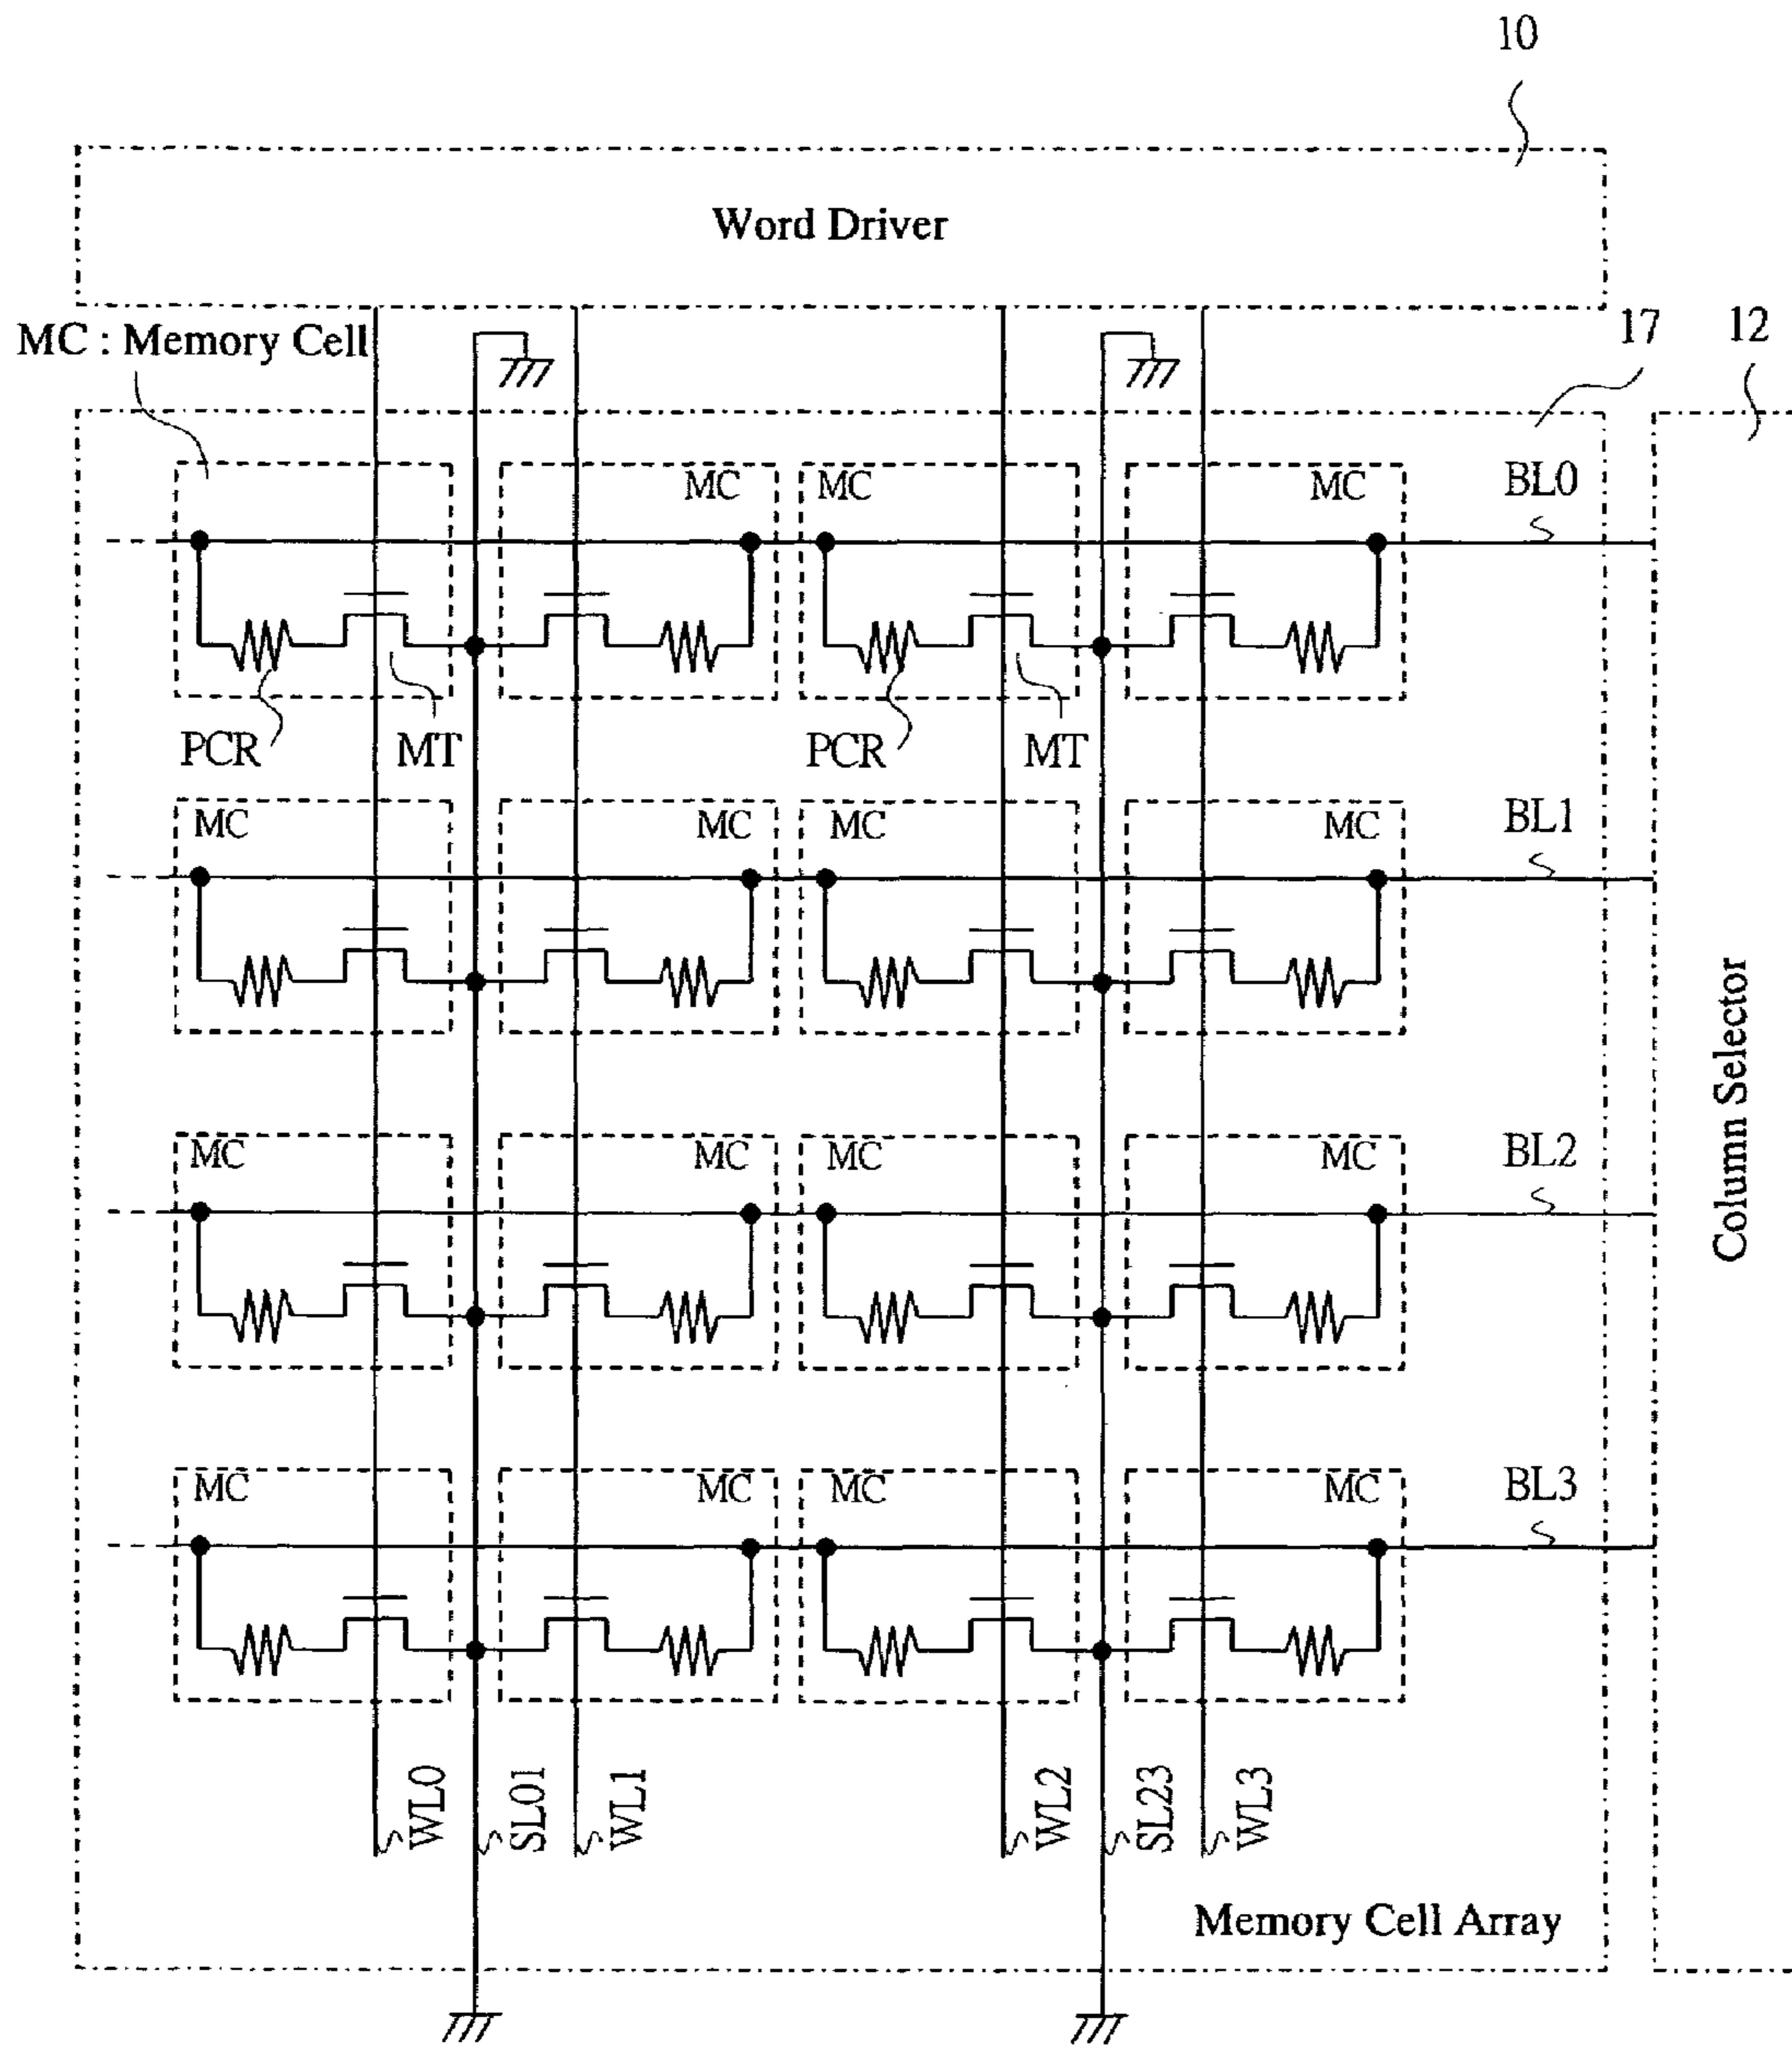 10
Word Driver
MC : Memory Cell
17
12
MC MC MC BL0
PCR MT PCR MT
MC MC MC MC BL1
MC MC MC MC BL2
MC MC MC MC BL3
Column Selector
WL0 SL01 WL1 WL2 SL23 WL3
Memory Cell Array